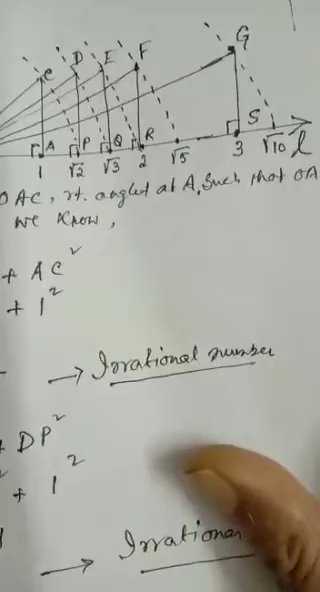 C D E F G
A P Q R S
1 √2 √3 2 √5 3 √10 l
OAC, rt. angled at A, such that OA
we know,
+ AC²
+ 1²
→ Irrational number
+ DP²
+ 1²
→ Irrational